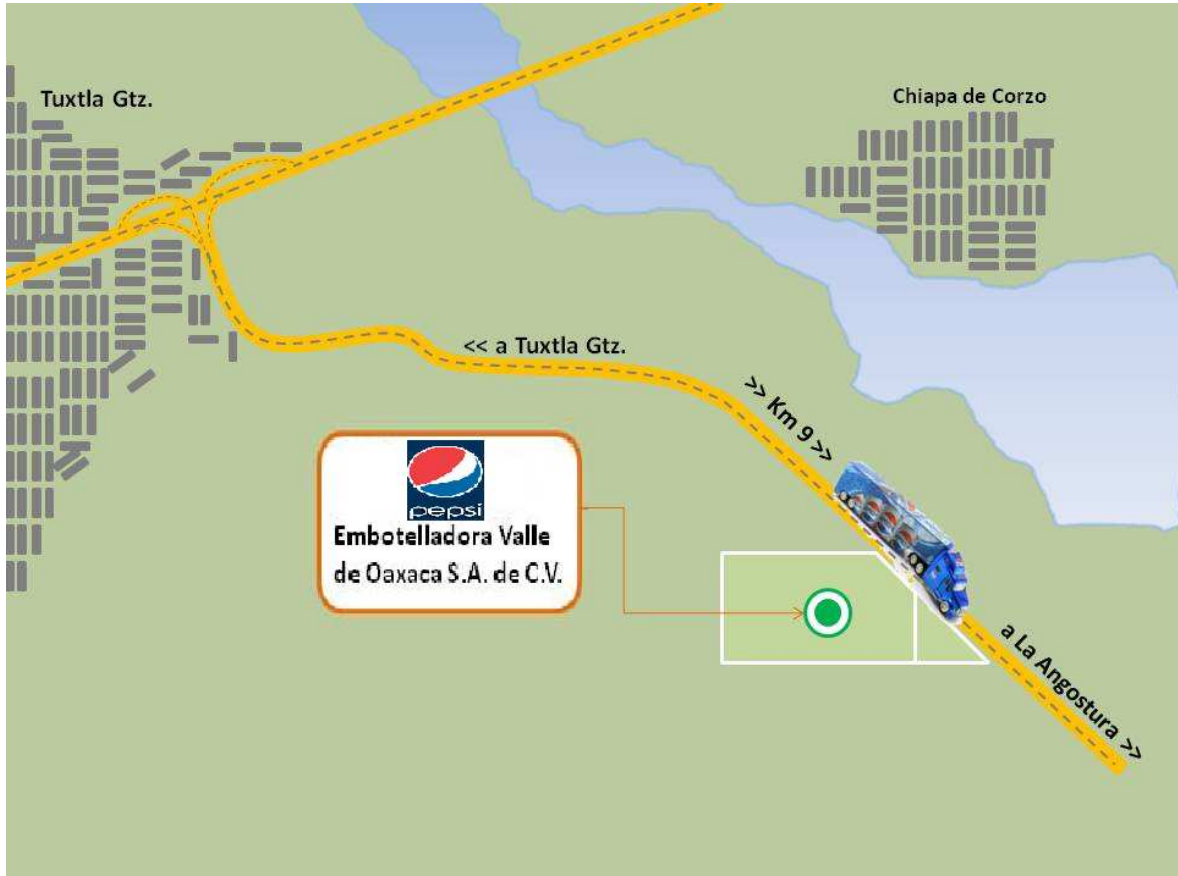 Tuxtla Gtz.
Chiapa de Corzo
<< a Tuxtla Gtz.
>> Km 9 >>
pepsi
Embotelladora Valle
de Oaxaca S.A. de C.V.
a La Angostura >>